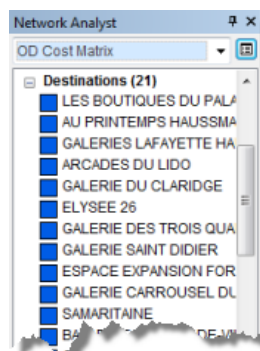 Network Analyst
OD Cost Matrix
Destinations (21)
LES BOUTIQUES DU PALA
AU PRINTEMPS HAUSSMA
GALERIES LAFAYETTE HA
ARCADES DU LIDO
GALERIE DU CLARIDGE
ELYSEE 26
GALERIE DES TROIS QUA
GALERIE SAINT DIDIER
ESPACE EXPANSION FOR
GALERIE CARROUSEL DU
SAMARITAINE